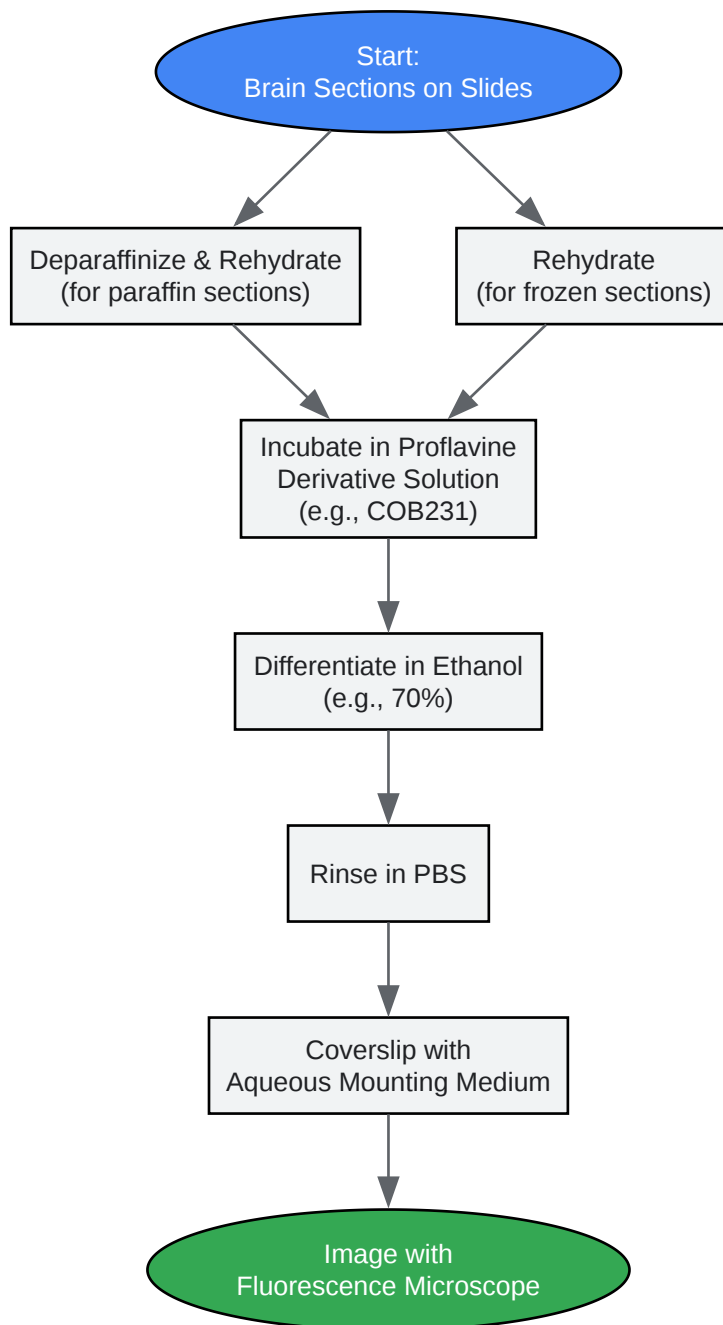 Start:
Brain Sections on Slides
Deparaffinize & Rehydrate
(for paraffin sections)
Rehydrate
(for frozen sections)
Incubate in Proflavine
Derivative Solution
(e.g., COB231)
Differentiate in Ethanol
(e.g., 70%)
Rinse in PBS
Coverslip with
Aqueous Mounting Medium
Image with
Fluorescence Microscope